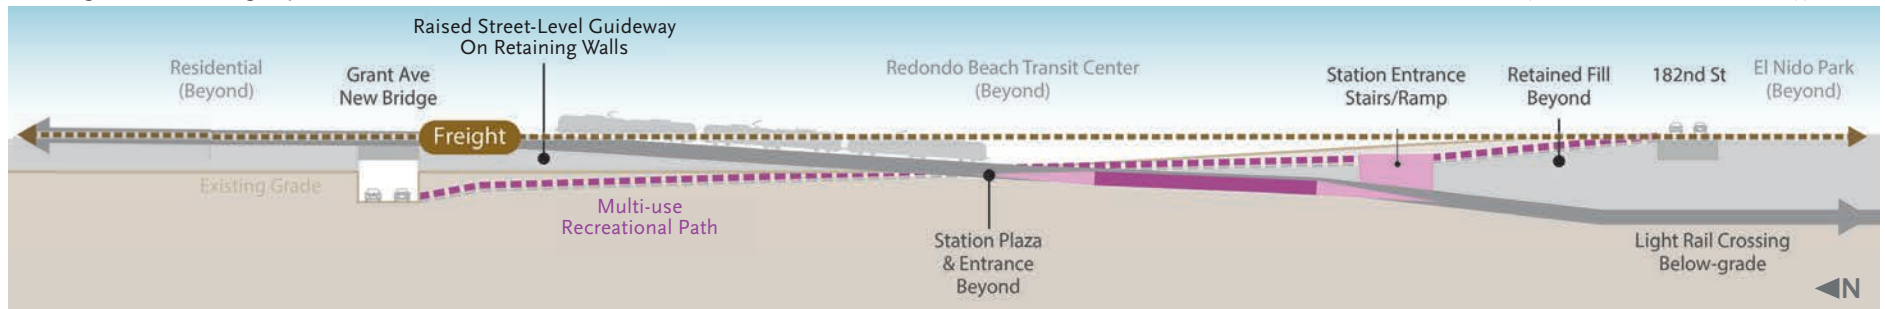 Raised Street-Level Guideway
On Retaining Walls
Residential
(Beyond)
Grant Ave
New Bridge
Redondo Beach Transit Center
(Beyond)
Station Entrance
Stairs/Ramp
Retained Fill
Beyond
182nd St
El Nido Park
(Beyond)
Freight
Existing Grade
Multi-use
Recreational Path
Station Plaza
& Entrance
Beyond
Light Rail Crossing
Below-grade
N